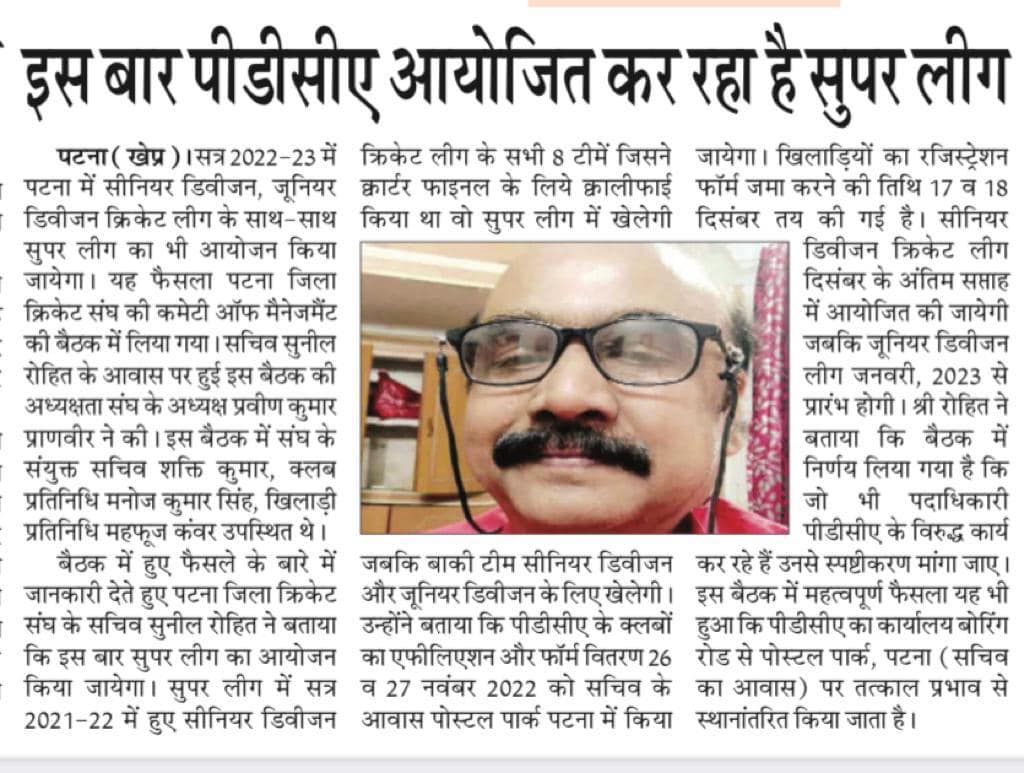 इस बार पीडीसीए आयोजित कर रहा है सुपर लीग
पटना ( खेप्र )। सत्र 2022-23 में
पटना में सीनियर डिवीजन, जूनियर
डिवीजन क्रिकेट लीग के साथ-साथ
सुपर लीग का भी आयोजन किया
जायेगा। यह फैसला पटना जिला
क्रिकेट संघ की कमेटी ऑफ मैनेजमैंट
की बैठक में लिया गया। सचिव सुनील
रोहित के आवास पर हुई इस बैठक की
अध्यक्षता संघ के अध्यक्ष प्रवीण कुमार
प्राणवीर ने की। इस बैठक में संघ के
संयुक्त सचिव शक्ति कुमार, क्लब
प्रतिनिधि मनोज कुमार सिंह, खिलाड़ी
प्रतिनिधि महफूज कंवर उपस्थित थे।
बैठक में हुए फैसले के बारे में
जानकारी देते हुए पटना जिला क्रिकेट
संघ के सचिव सुनील रोहित ने बताया
कि इस बार सुपर लीग का आयोजन
किया जायेगा। सुपर लीग में सत्र
2021-22 में हुए सीनियर डिवीजन
क्रिकेट लीग के सभी 8 टीमें जिसने
क्वार्टर फाइनल के लिये क्वालीफाई
किया था वो सुपर लीग में खेलेगी
जबकि बाकी टीम सीनियर डिवीजन
और जूनियर डिवीजन के लिए खेलेगी।
उन्होंने बताया कि पीडीसीए के क्लबों
का एफीलिएशन और फॉर्म वितरण 26
व 27 नवंबर 2022 को सचिव के
आवास पोस्टल पार्क पटना में किया
जायेगा। खिलाड़ियों का रजिस्ट्रेशन
फॉर्म जमा करने की तिथि 17 व 18
दिसंबर तय की गई है। सीनियर
डिवीजन क्रिकेट लीग
दिसंबर के अंतिम सप्ताह
में आयोजित की जायेगी
जबकि जूनियर डिवीजन
लीग जनवरी, 2023 से
प्रारंभ होगी। श्री रोहित ने
बताया कि बैठक में
निर्णय लिया गया है कि
जो भी पदाधिकारी
पीडीसीए के विरुद्ध कार्य
कर रहे हैं उनसे स्पष्टीकरण मांगा जाए।
इस बैठक में महत्वपूर्ण फैसला यह भी
हुआ कि पीडीसीए का कार्यालय बोरिंग
रोड से पोस्टल पार्क, पटना ( सचिव
का आवास ) पर तत्काल प्रभाव से
स्थानांतरित किया जाता है।